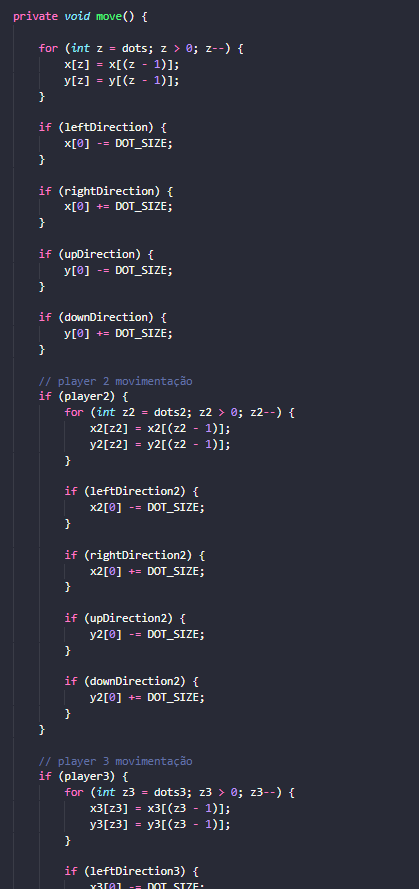 private void move() {
for (int z = dots; z > 0; z--) {
x[z] = x[(z - 1)];
y[z] = y[(z - 1)];
}
if (leftDirection) {
x[0] -= DOT_SIZE;
}
if (rightDirection) {
x[0] += DOT_SIZE;
}
if (upDirection) {
y[0] -= DOT_SIZE;
}
if (downDirection) {
y[0] += DOT_SIZE;
}
// player 2 movimentação
if (player2) {
for (int z2 = dots2; z2 > 0; z2--) {
x2[z2] = x2[(z2 - 1)];
y2[z2] = y2[(z2 - 1)];
}
if (leftDirection2) {
x2[0] -= DOT_SIZE;
}
if (rightDirection2) {
x2[0] += DOT_SIZE;
}
if (upDirection2) {
y2[0] -= DOT_SIZE;
}
if (downDirection2) {
y2[0] += DOT_SIZE;
}
}
// player 3 movimentação
if (player3) {
for (int z3 = dots3; z3 > 0; z3--) {
x3[z3] = x3[(z3 - 1)];
y3[z3] = y3[(z3 - 1)];
}
if (leftDirection3) {
x3[0] -= DOT_SIZE;